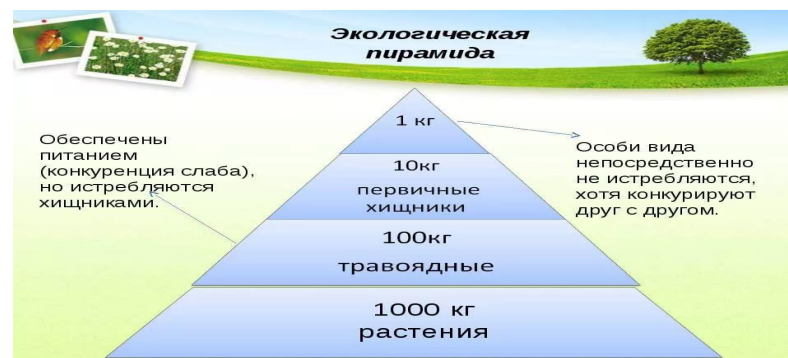 Экологическая
пирамида
1 кг
Обеспечены
питанием
(конкуренция слаба),
но истребляются
хищниками.
Особи вида
непосредственно
не истребляются,
хотя конкурируют
друг с другом.
10кг
первичные
хищники
100кг
травоядные
1000 кг
растения